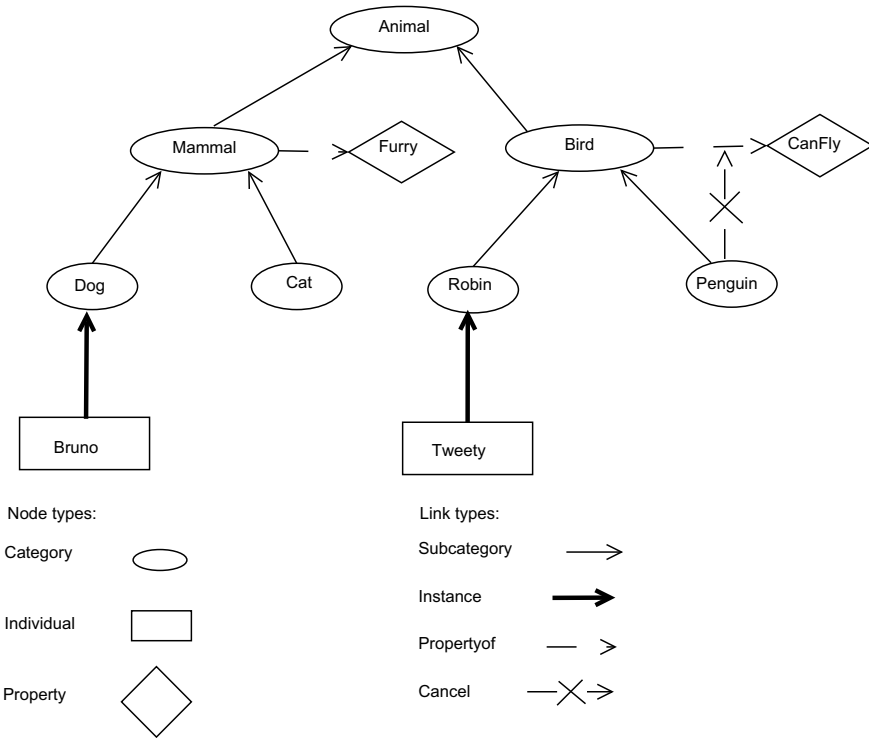 Animal
Mammal
Furry
Bird
CanFly
Dog
Cat
Robin
Penguin
Bruno
Tweety
Node types:
Category
Individual
Property
Link types:
Subcategory
Instance
Propertyof
Cancel